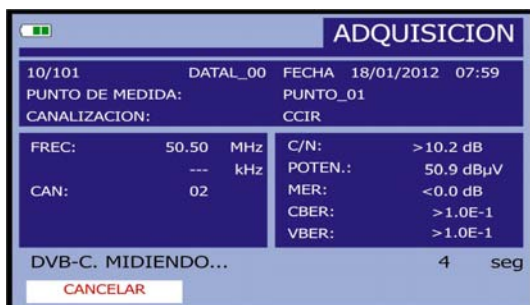 ADQUISICION
10/101 DATAL_00 FECHA 18/01/2012 07:59
PUNTO DE MEDIDA: PUNTO_01
CANALIZACION: CCIR
FREC: 50.50 MHz
--- kHz
CAN: 02
C/N: >10.2 dB
POTEN.: 50.9 dBµV
MER: <0.0 dB
CBER: >1.0E-1
VBER: >1.0E-1
DVB-C. MIDIENDO... 4 seg
CANCELAR